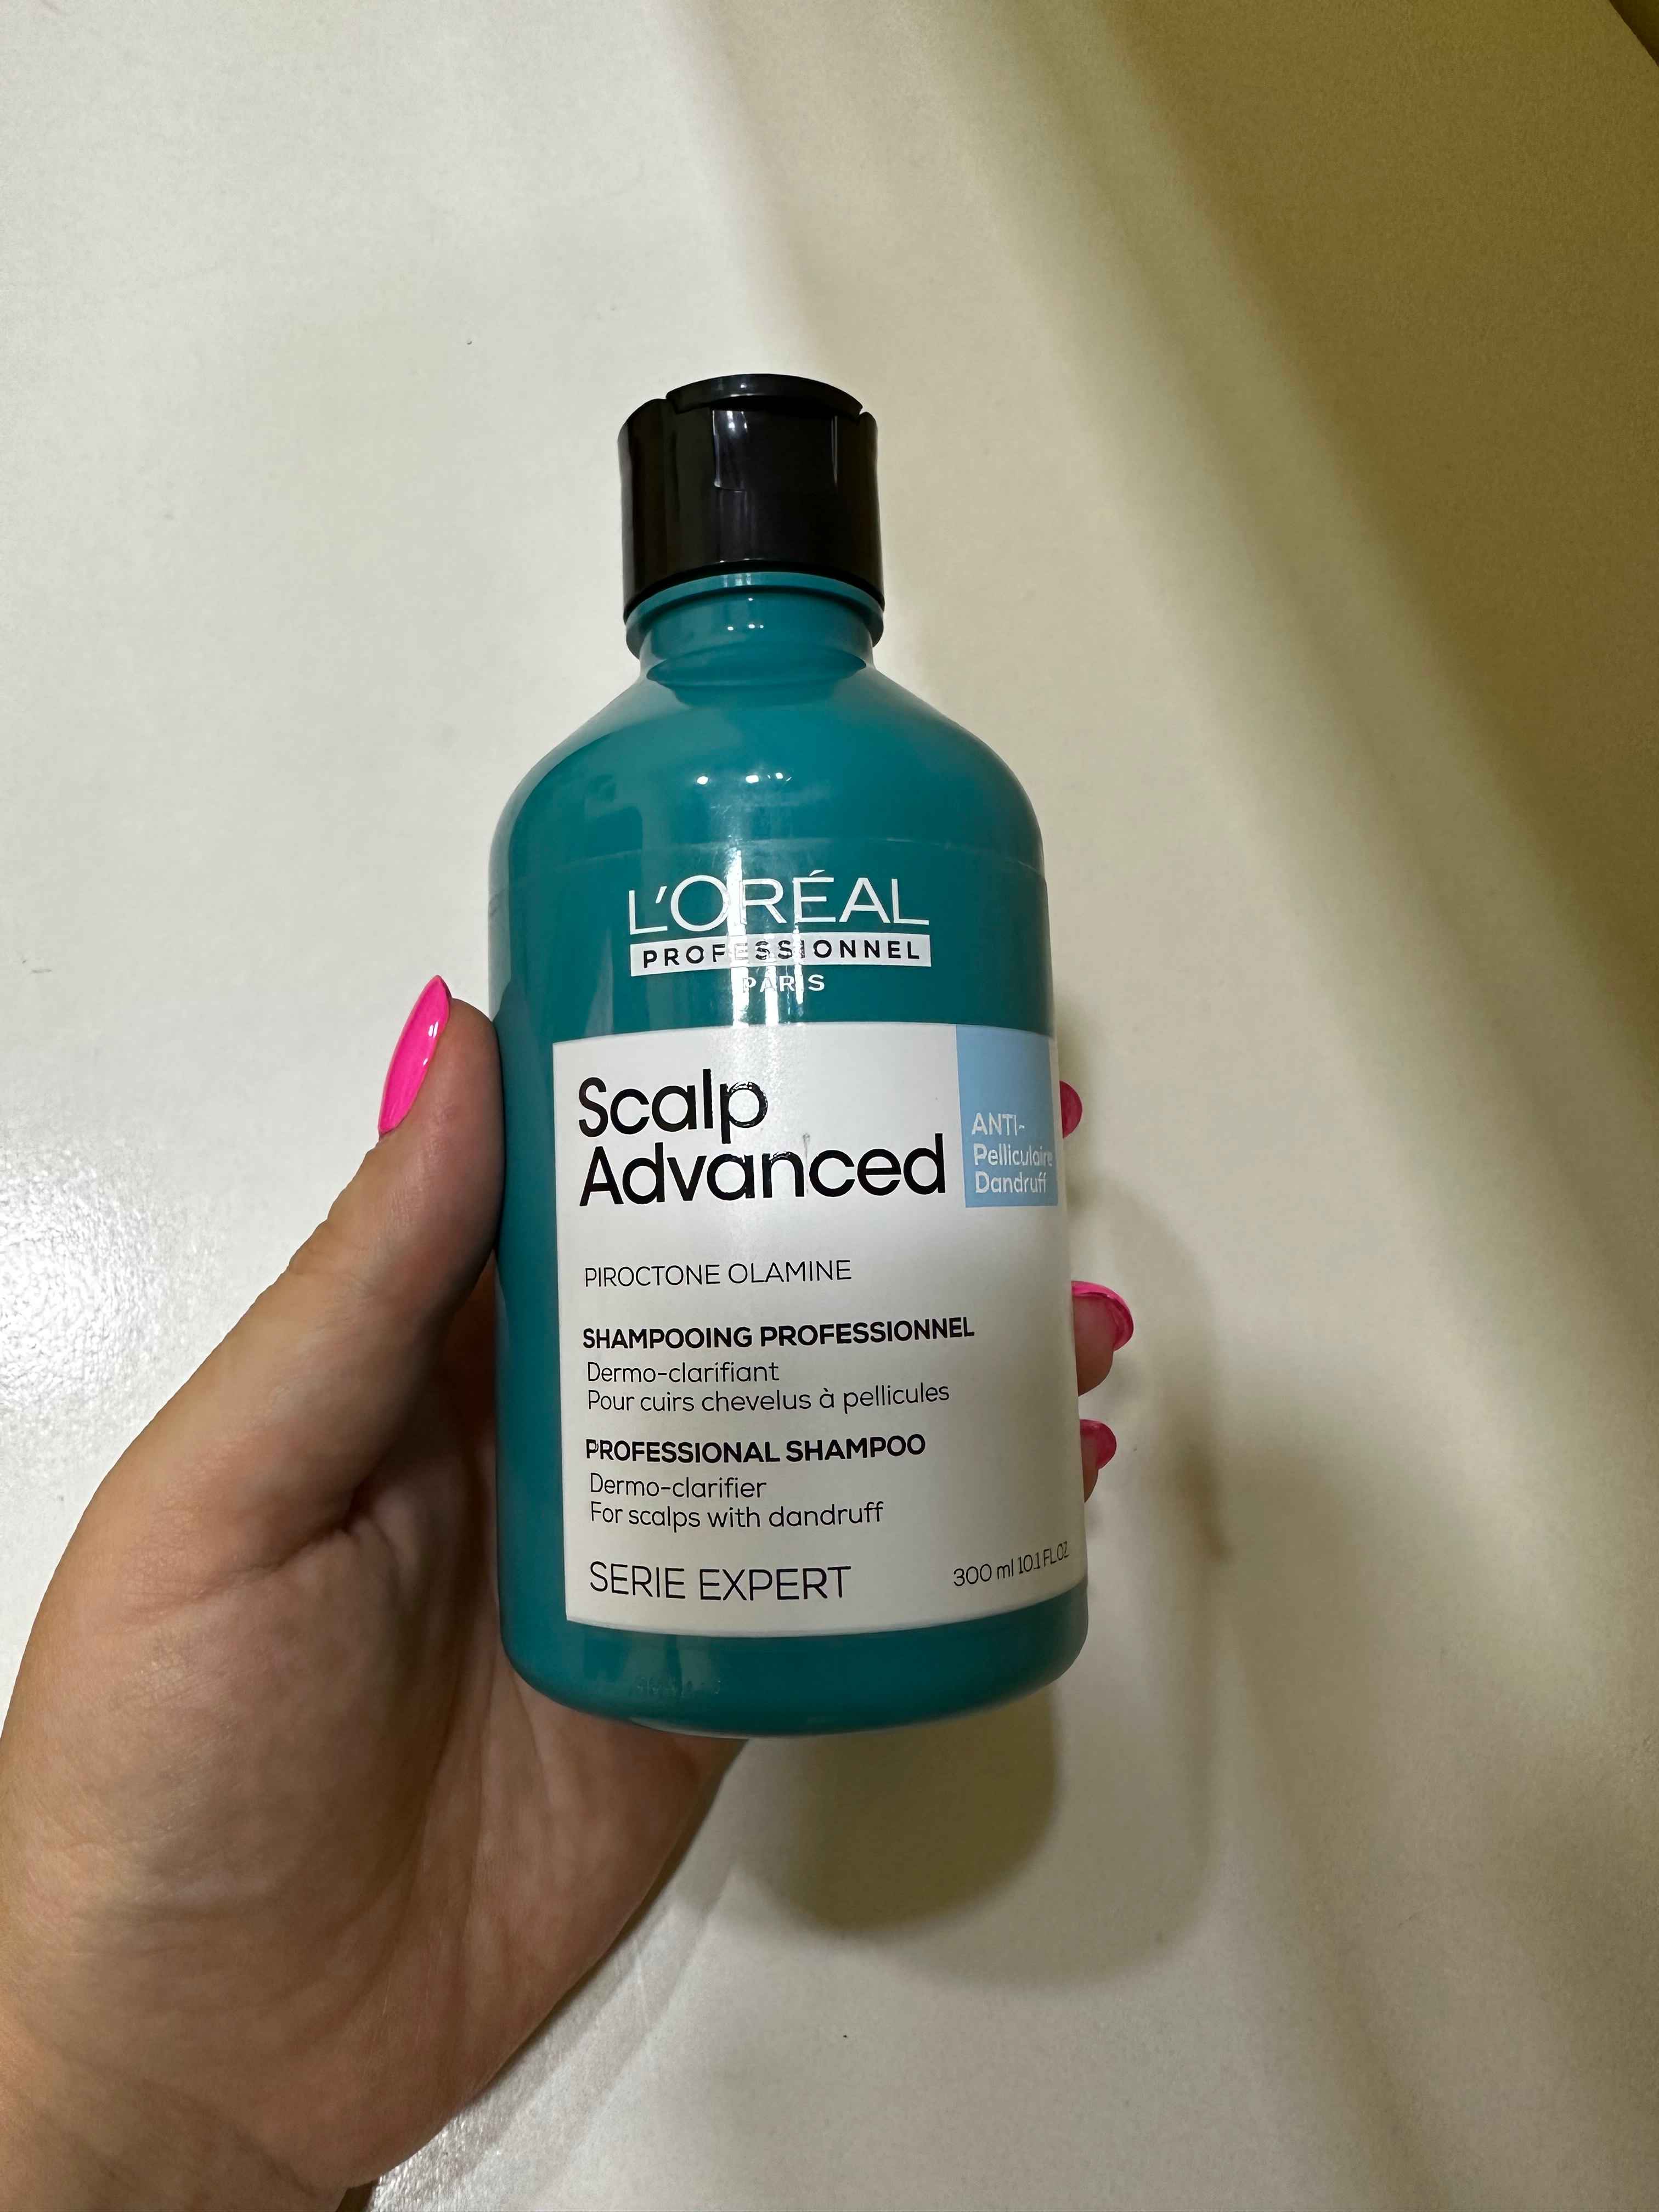 L'ORÉAL
PROFESSIONNEL
PARIS
Scalp
Advanced
ANTI-
Pelliculaire
Dandruff
PIROCTONE OLAMINE
SHAMPOOING PROFESSIONNEL
Dermo-clarifiant
Pour cuirs chevelus à pellicules
PROFESSIONAL SHAMPOO
Dermo-clarifier
For scalps with dandruff
SERIE EXPERT
300 ml 10.1 FL.OZ